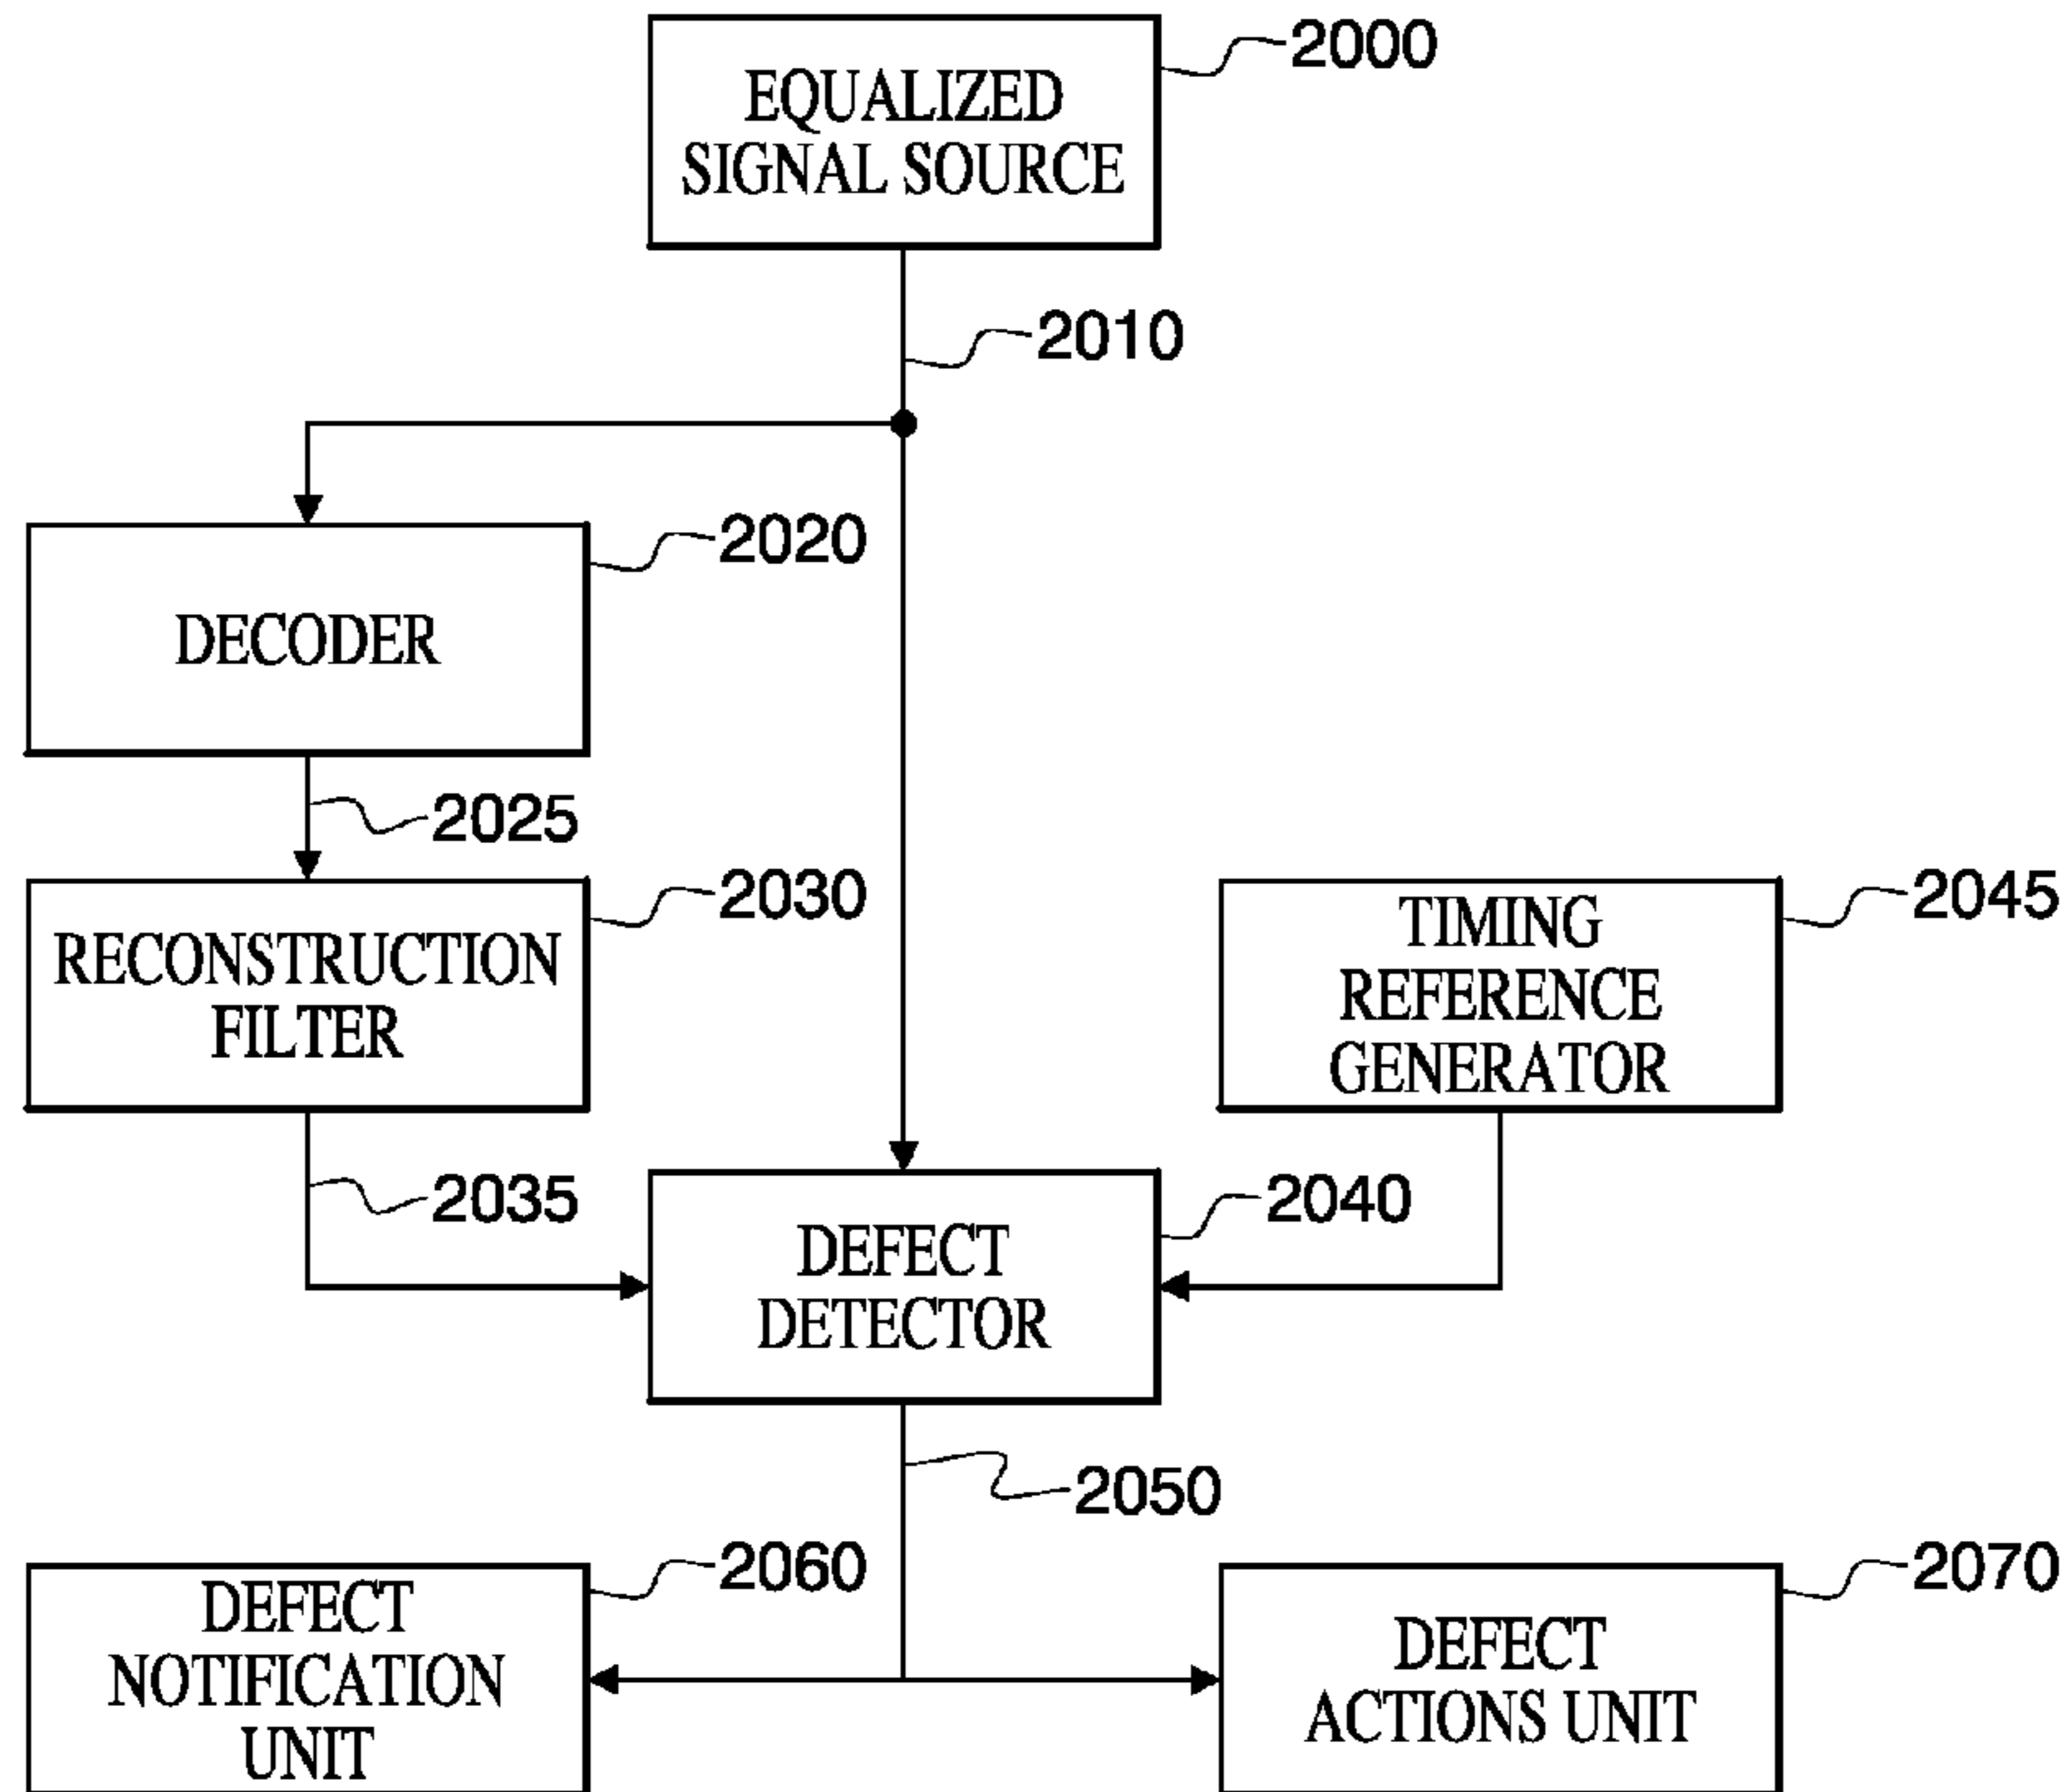 2000
EQUALIZED
SIGNAL SOURCE
2010
2020
DECODER
2025
2030
RECONSTRUCTION
FILTER
2045
TIMING
REFERENCE
GENERATOR
2035
2040
DEFECT
DETECTOR
2050
2060
DEFECT
NOTIFICATION
UNIT
2070
DEFECT
ACTIONS UNIT